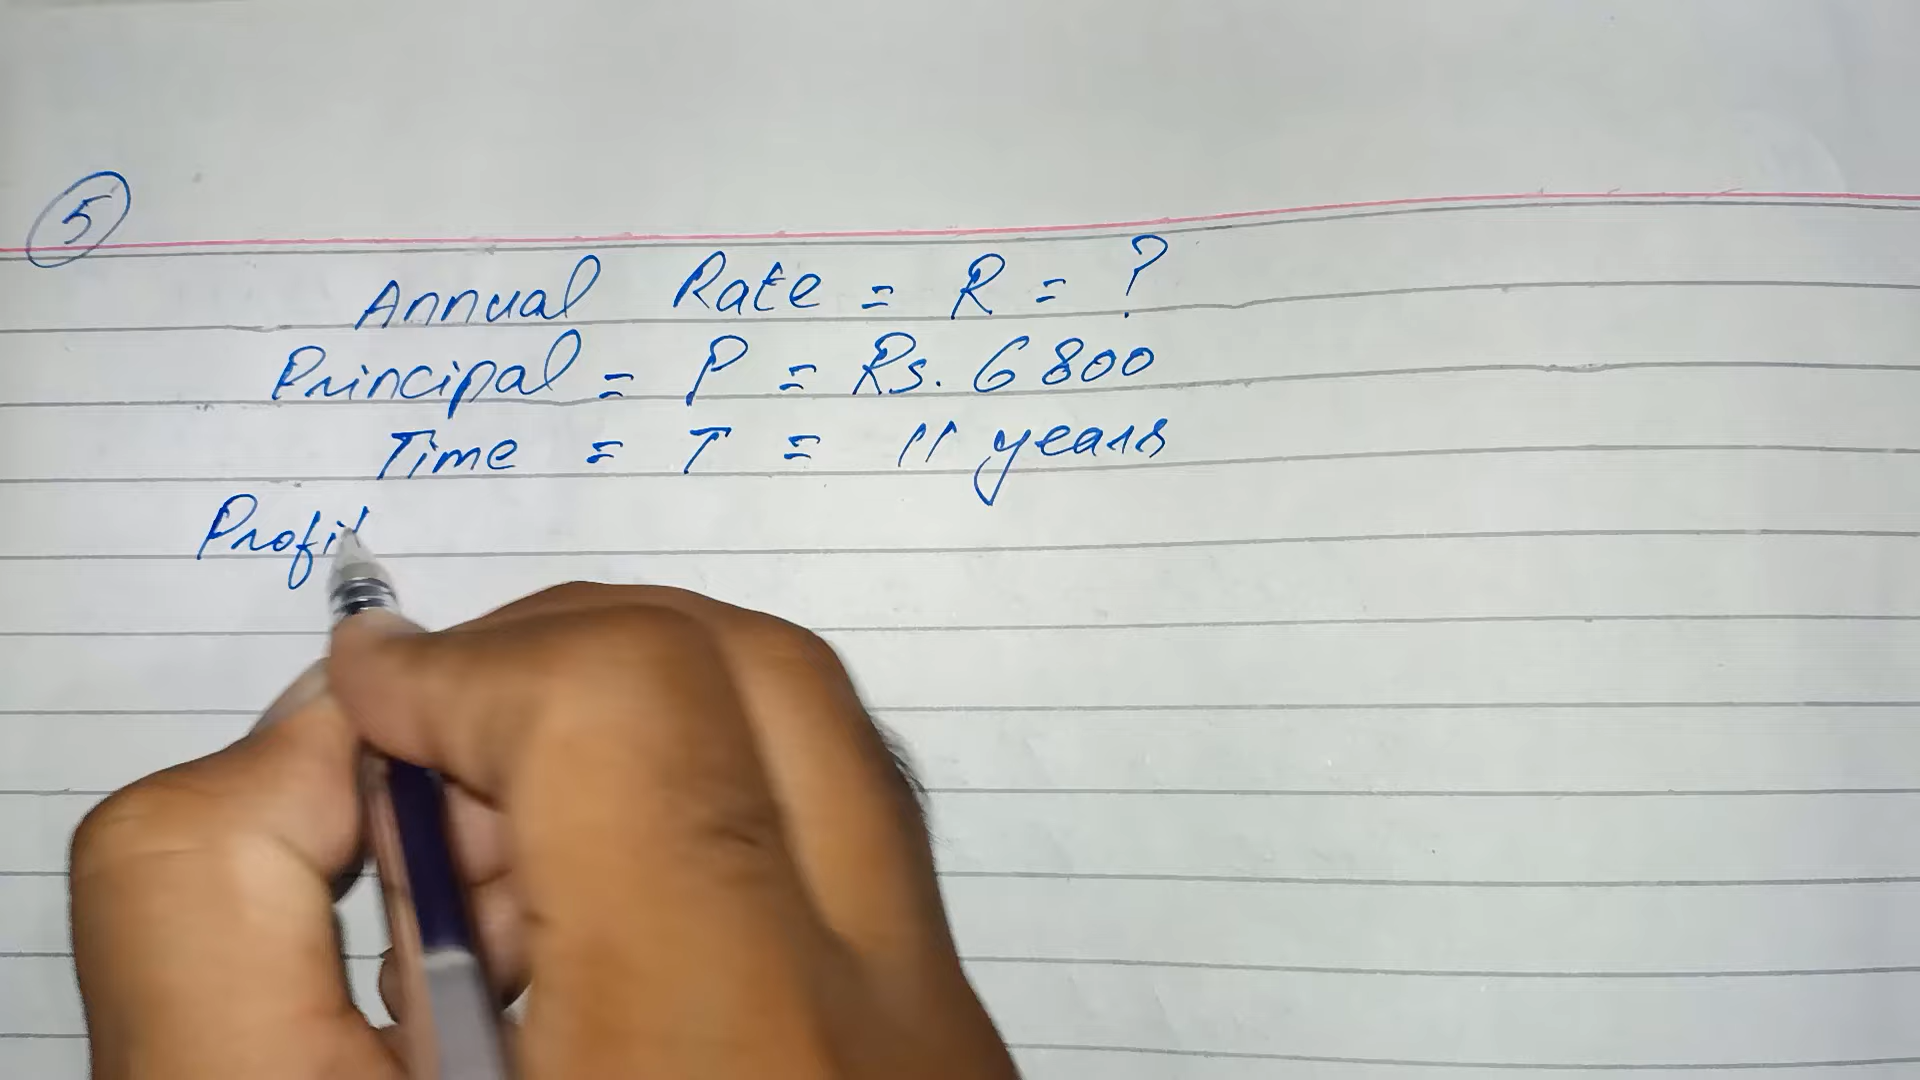 5
Annual Rate = R = ?
Principal = P = Rs. 6800
Time = T = 11 years
Profit